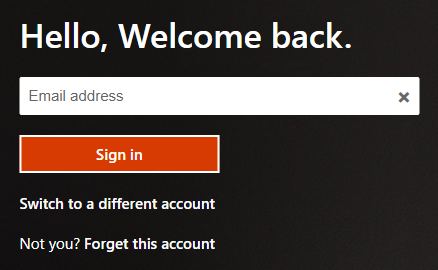 Hello, Welcome back.
Email address
Sign in
Switch to a different account
Not you? Forget this account